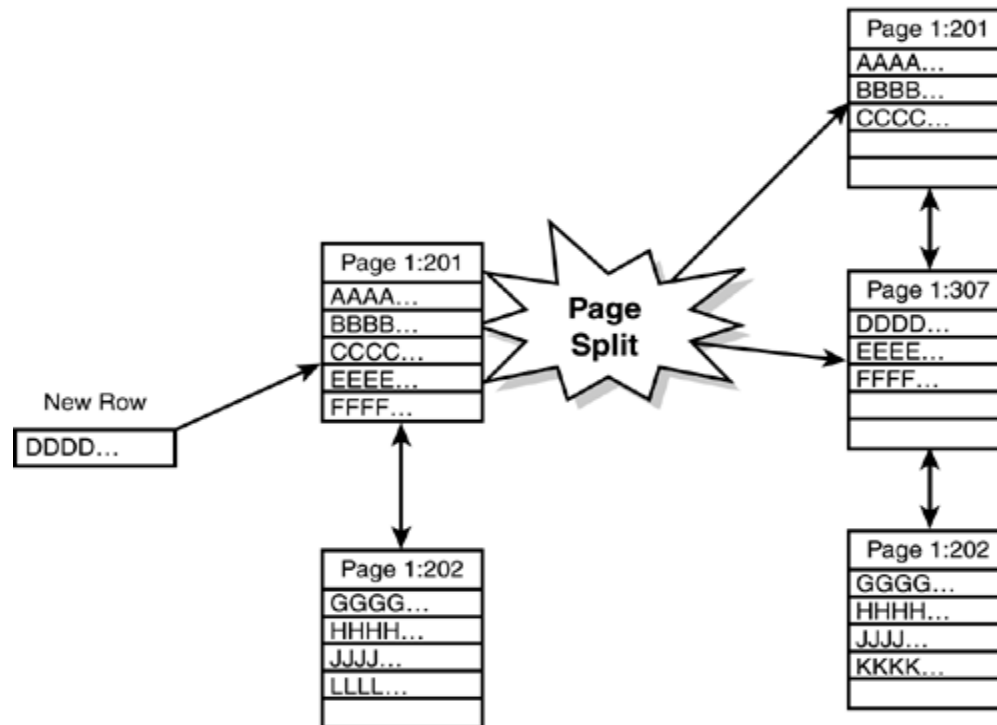 New Row
DDDD...
Page 1:201
AAAA...
BBBB...
CCCC...
EEEE...
FFFF...
Page 1:202
GGGG...
HHHH...
JJJJ...
LLLL...
Page
Split
Page 1:201
AAAA...
BBBB...
CCCC...
Page 1:307
DDDD...
EEEE...
FFFF...
Page 1:202
GGGG...
HHHH...
JJJJ...
KKKK...